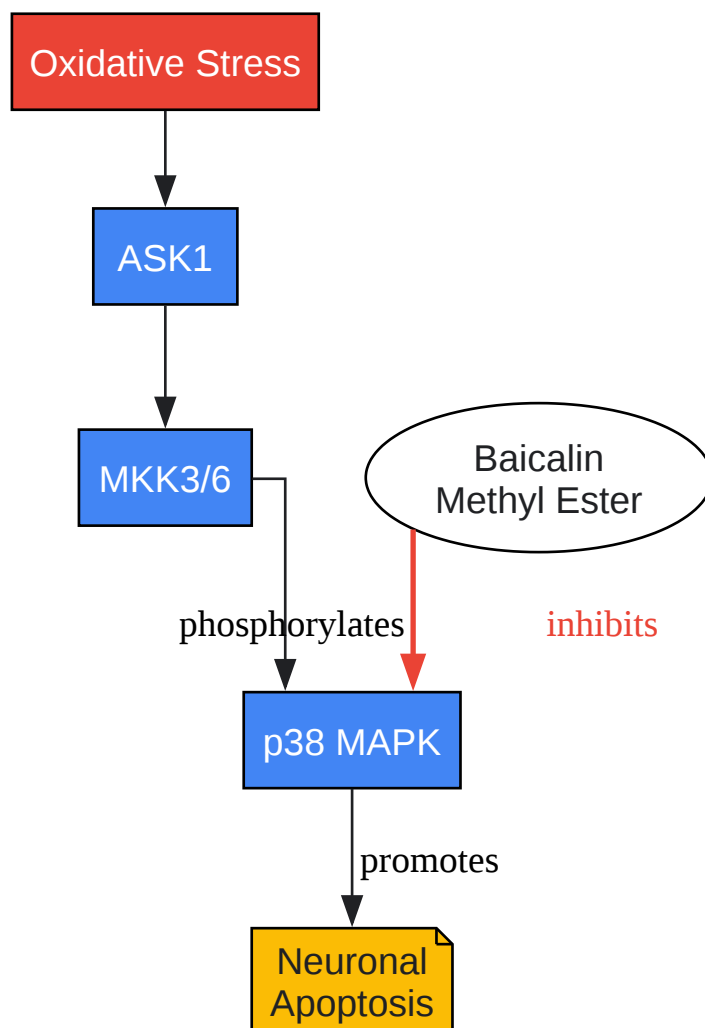 Oxidative Stress
ASK1
MKK3/6
Baicalin
Methyl Ester
phosphorylates
inhibits
p38 MAPK
promotes
Neuronal
Apoptosis